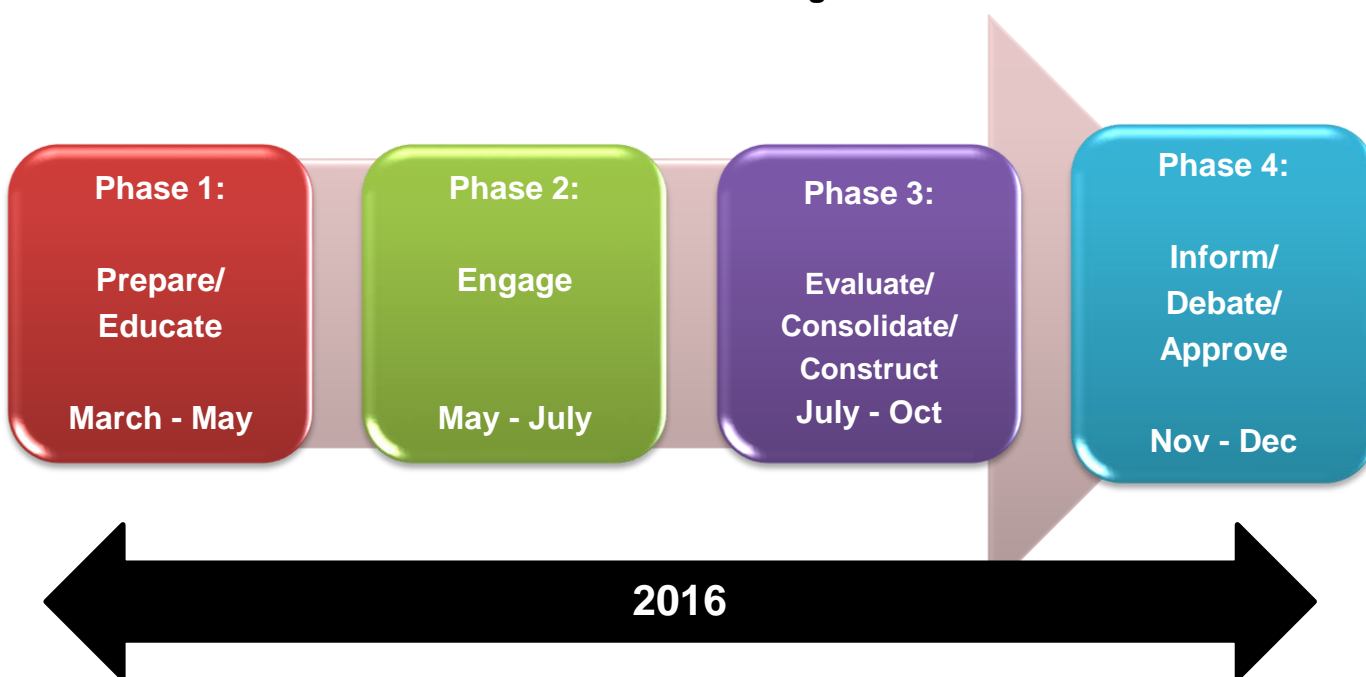 Phase 1:
Prepare/
Educate
March - May
Phase 2:
Engage
May - July
Phase 3:
Evaluate/
Consolidate/
Construct
July - Oct
Phase 4:
Inform/
Debate/
Approve
Nov - Dec
2016